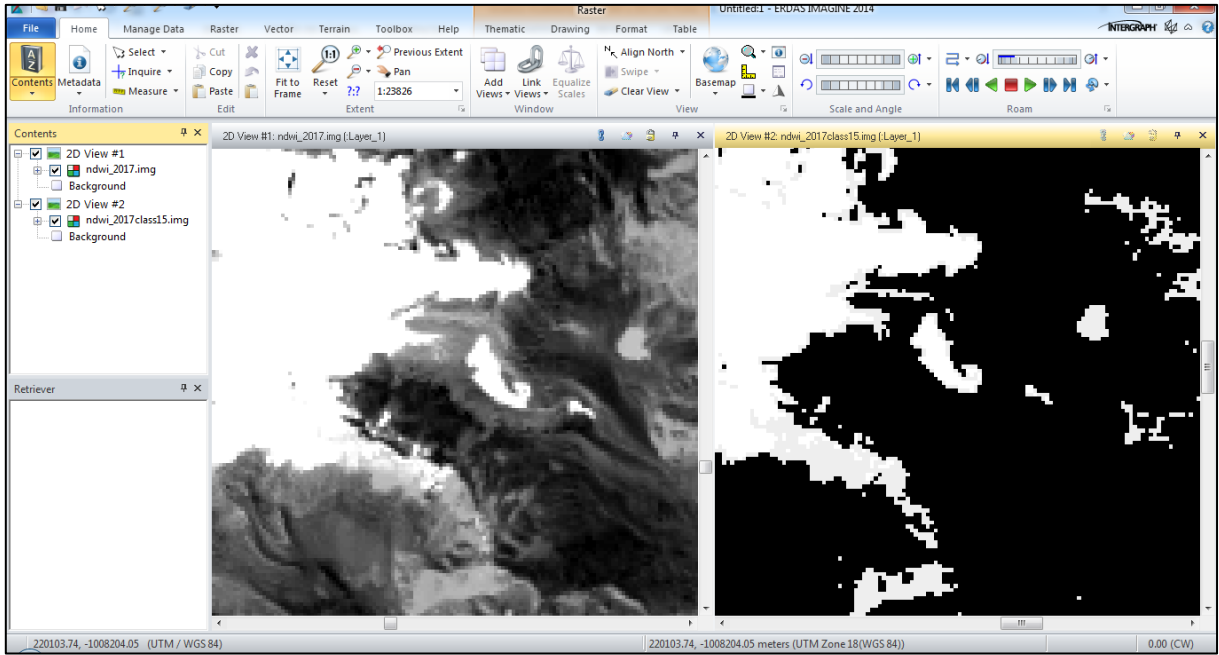 Raster
Untitled:1 - ERDAS IMAGINE 2014
File Home Manage Data Raster Vector Terrain Toolbox Help Thematic Drawing Format Table
INTERGRAPH
Contents
Metadata
Select
Inquire
Measure
Information
Cut
Copy
Paste
Edit
Fit to
Frame
1:1
Reset
?:?
Previous Extent
Pan
1:23826
Extent
Add
Views
Link
Views
Equalize
Scales
Window
Align North
Swipe
Clear View
Basemap
View
Scale and Angle
Roam
Contents
2D View #1
ndwi_2017.img
Background
2D View #2
ndwi_2017class15.img
Background
Retriever
2D View #1: ndwi_2017.img (:Layer_1)
2D View #2: ndwi_2017class15.img (:Layer_1)
220103.74, -1008204.05 (UTM / WGS 84)
220103.74, -1008204.05 meters (UTM Zone 18(WGS 84))
0.00 (CW)